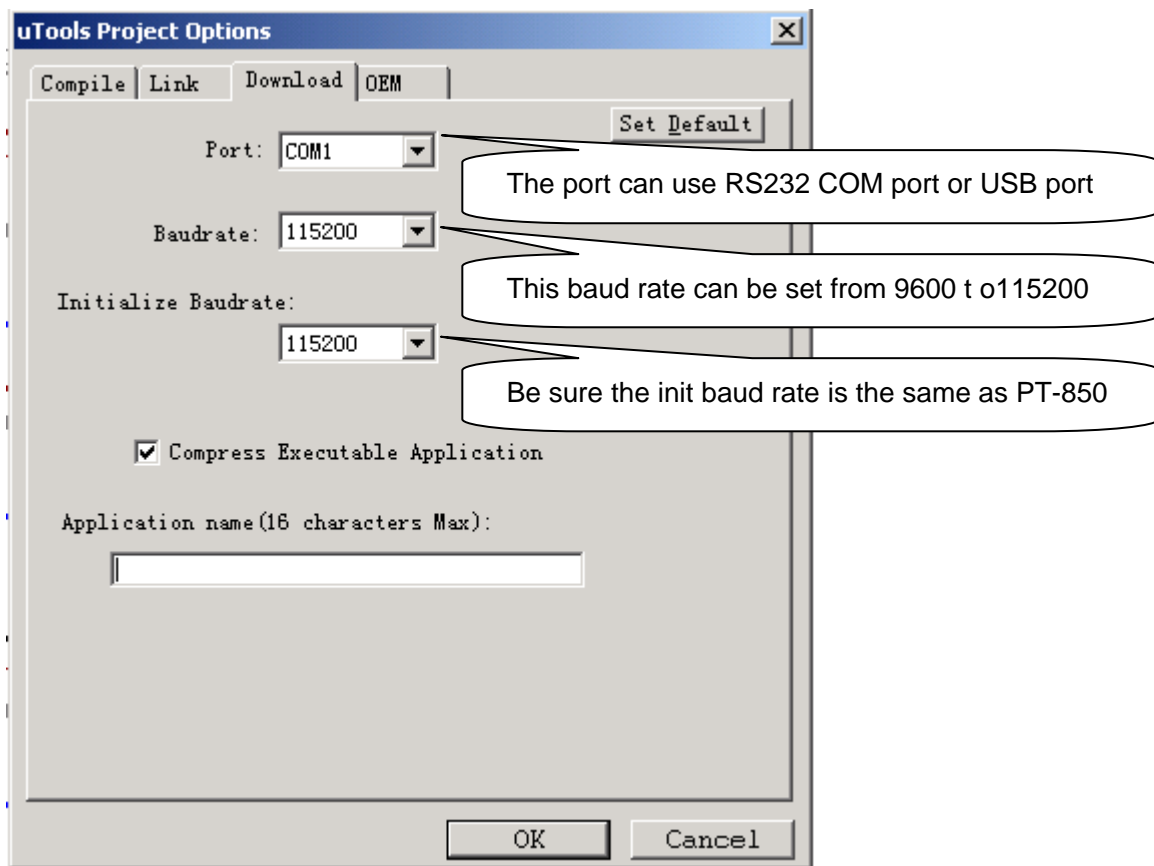 uTools Project Options
Compile Link Download OEM
Set Default
Port: COM1
The port can use RS232 COM port or USB port
Baudrate: 115200
This baud rate can be set from 9600 t o115200
Initialize Baudrate:
115200
Be sure the init baud rate is the same as PT-850
Compress Executable Application
Application name(16 characters Max):
OK Cancel